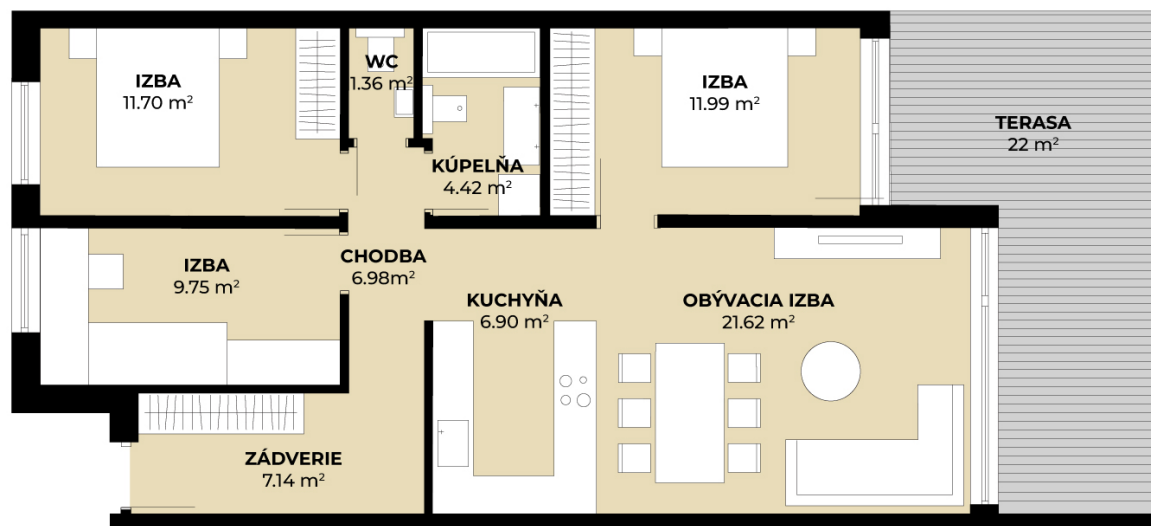 IZBA
11.70 m²
WC
1.36 m²
KÚPELŇA
4.42 m²
IZBA
11.99 m²
TERASA
22 m²
IZBA
9.75 m²
CHODBA
6.98m²
KUCHYŇA
6.90 m²
OBÝVACIA IZBA
21.62 m²
ZÁDVERIE
7.14 m²